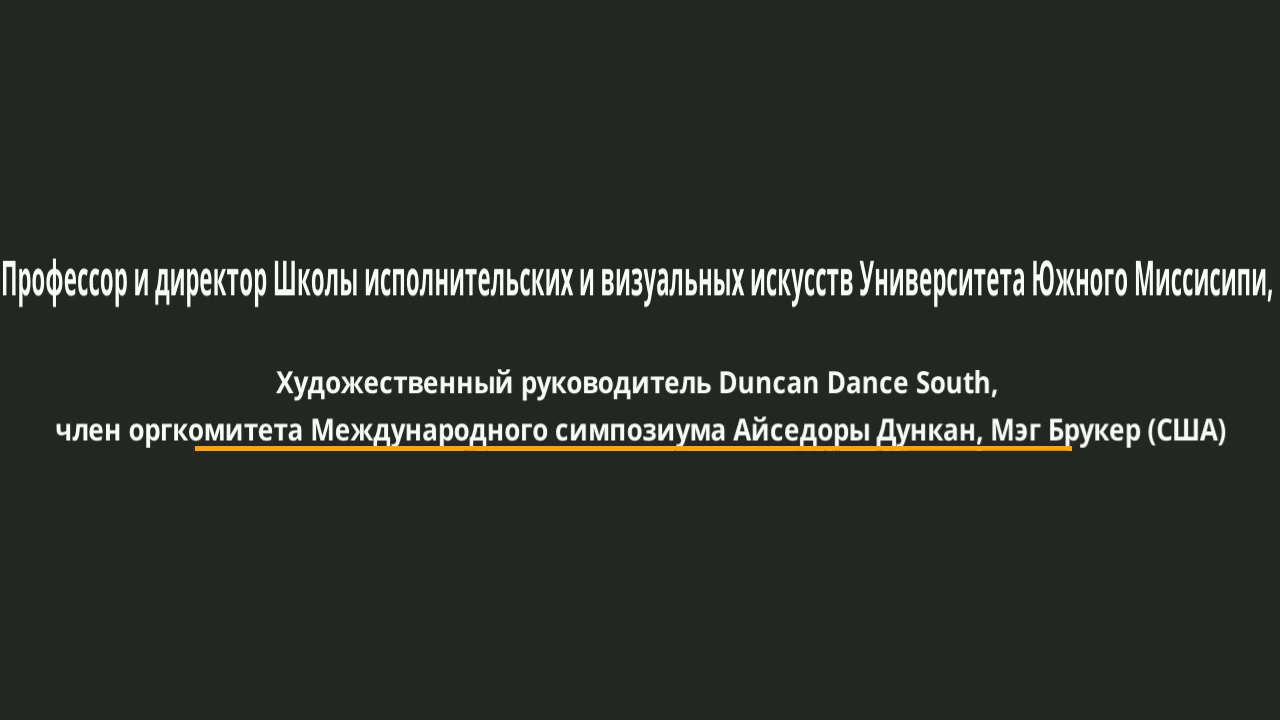 Профессор и директор Школы исполнительских и визуальных искусств Университета Южного Миссисипи,
Художественный руководитель Duncan Dance South,
член оргкомитета Международного симпозиума Айседоры Дункан, Мэг Брукер (США)